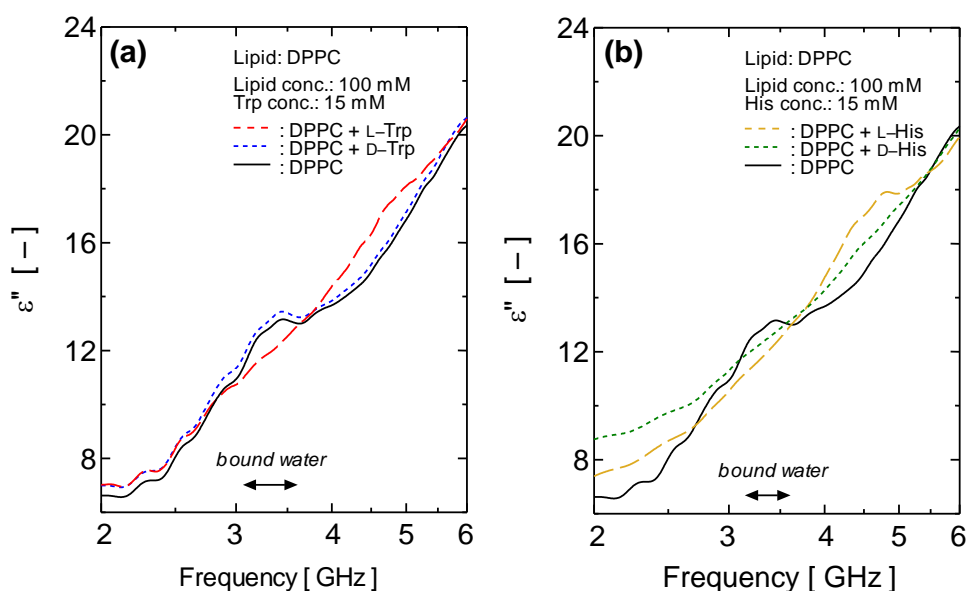 (a)
Lipid: DPPC
Lipid conc.: 100 mM
Trp conc.: 15 mM
: DPPC + L–Trp
: DPPC + D–Trp
: DPPC
24
20
16
12
8
ε" [ – ]
bound water
2 3 4 5 6
Frequency [ GHz ]
(b)
Lipid: DPPC
Lipid conc.: 100 mM
His conc.: 15 mM
: DPPC + L–His
: DPPC + D–His
: DPPC
24
20
16
12
8
ε" [ – ]
bound water
2 3 4 5 6
Frequency [ GHz ]